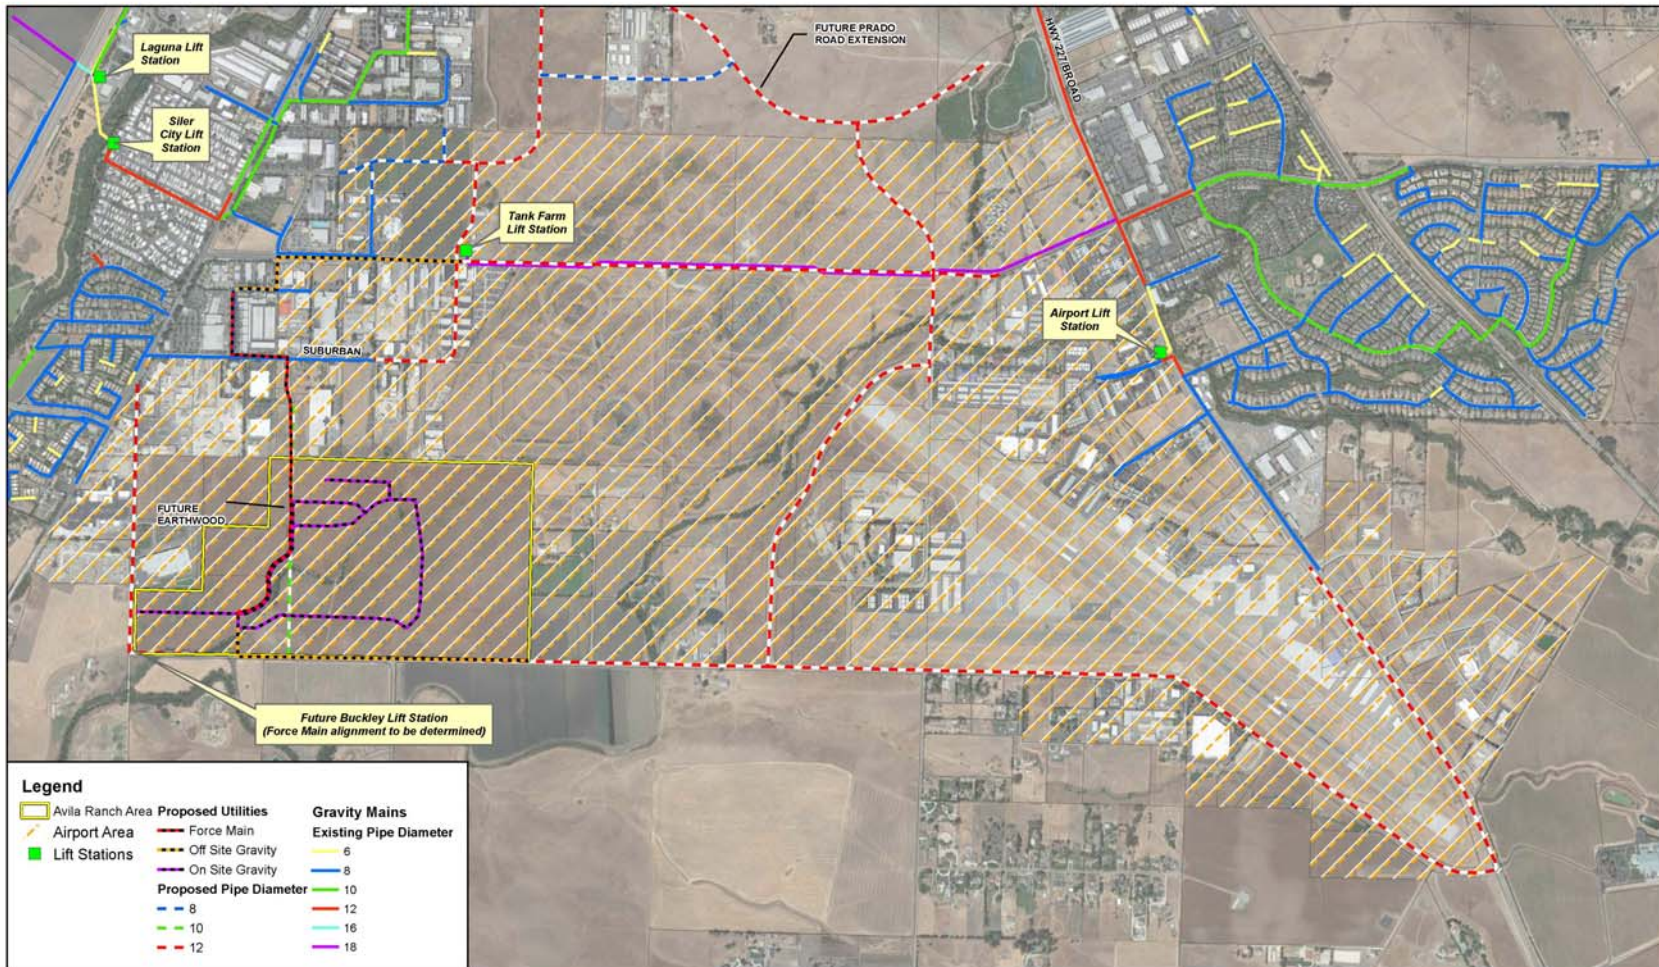 Laguna Lift
Station
FUTURE PRADO
ROAD EXTENSION
HWY 227/BROAD
Siler
City Lift
Station
Tank Farm
Lift Station
Airport Lift
Station
SUBURBAN
FUTURE
EARTHWOOD
Future Buckley Lift Station
(Force Main alignment to be determined)
Legend
Avila Ranch Area
Airport Area
Lift Stations
Proposed Utilities
Force Main
Off Site Gravity
On Site Gravity
Proposed Pipe Diameter
8
10
12
Gravity Mains
Existing Pipe Diameter
6
8
10
12
16
18